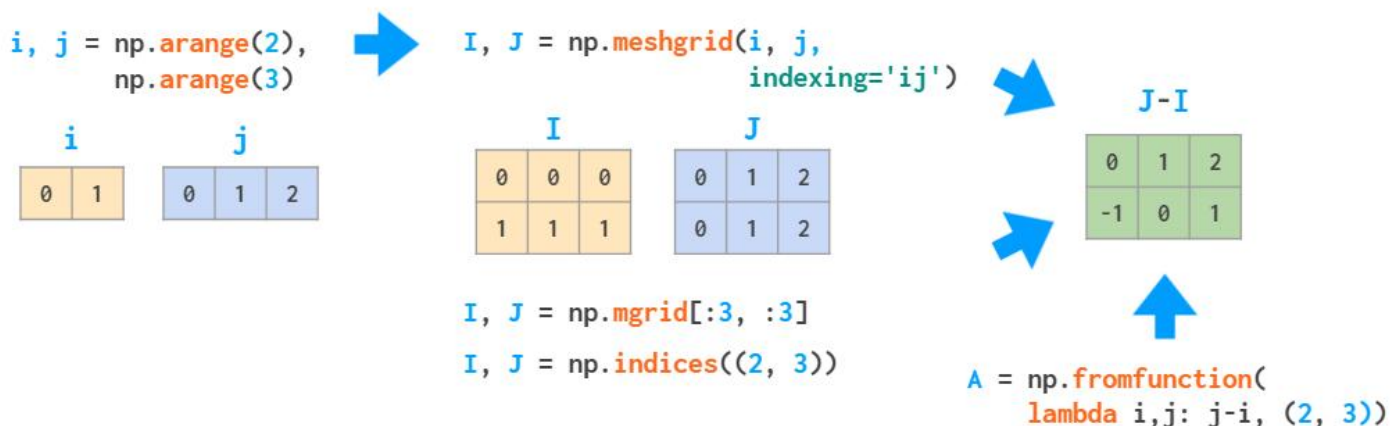 i, j = np.arange(2),
np.arange(3)
i
j
0 1
0 1 2
I, J = np.meshgrid(i, j,
indexing='ij')
I
J
0 0 0
1 1 1
0 1 2
0 1 2
I, J = np.mgrid[:3, :3]
I, J = np.indices((2, 3))
J-I
0 1 2
-1 0 1
A = np.fromfunction(
lambda i,j: j-i, (2, 3))